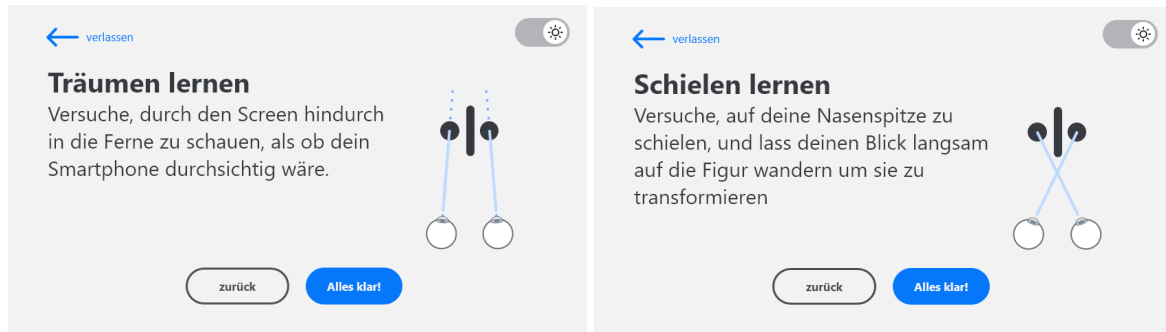 verlassen
Träumen lernen
Versuche, durch den Screen hindurch
in die Ferne zu schauen, als ob dein
Smartphone durchsichtig wäre.
zurück
Alles klar!
verlassen
Schielen lernen
Versuche, auf deine Nasenspitze zu
schielen, und lass deinen Blick langsam
auf die Figur wandern um sie zu
transformieren
zurück
Alles klar!